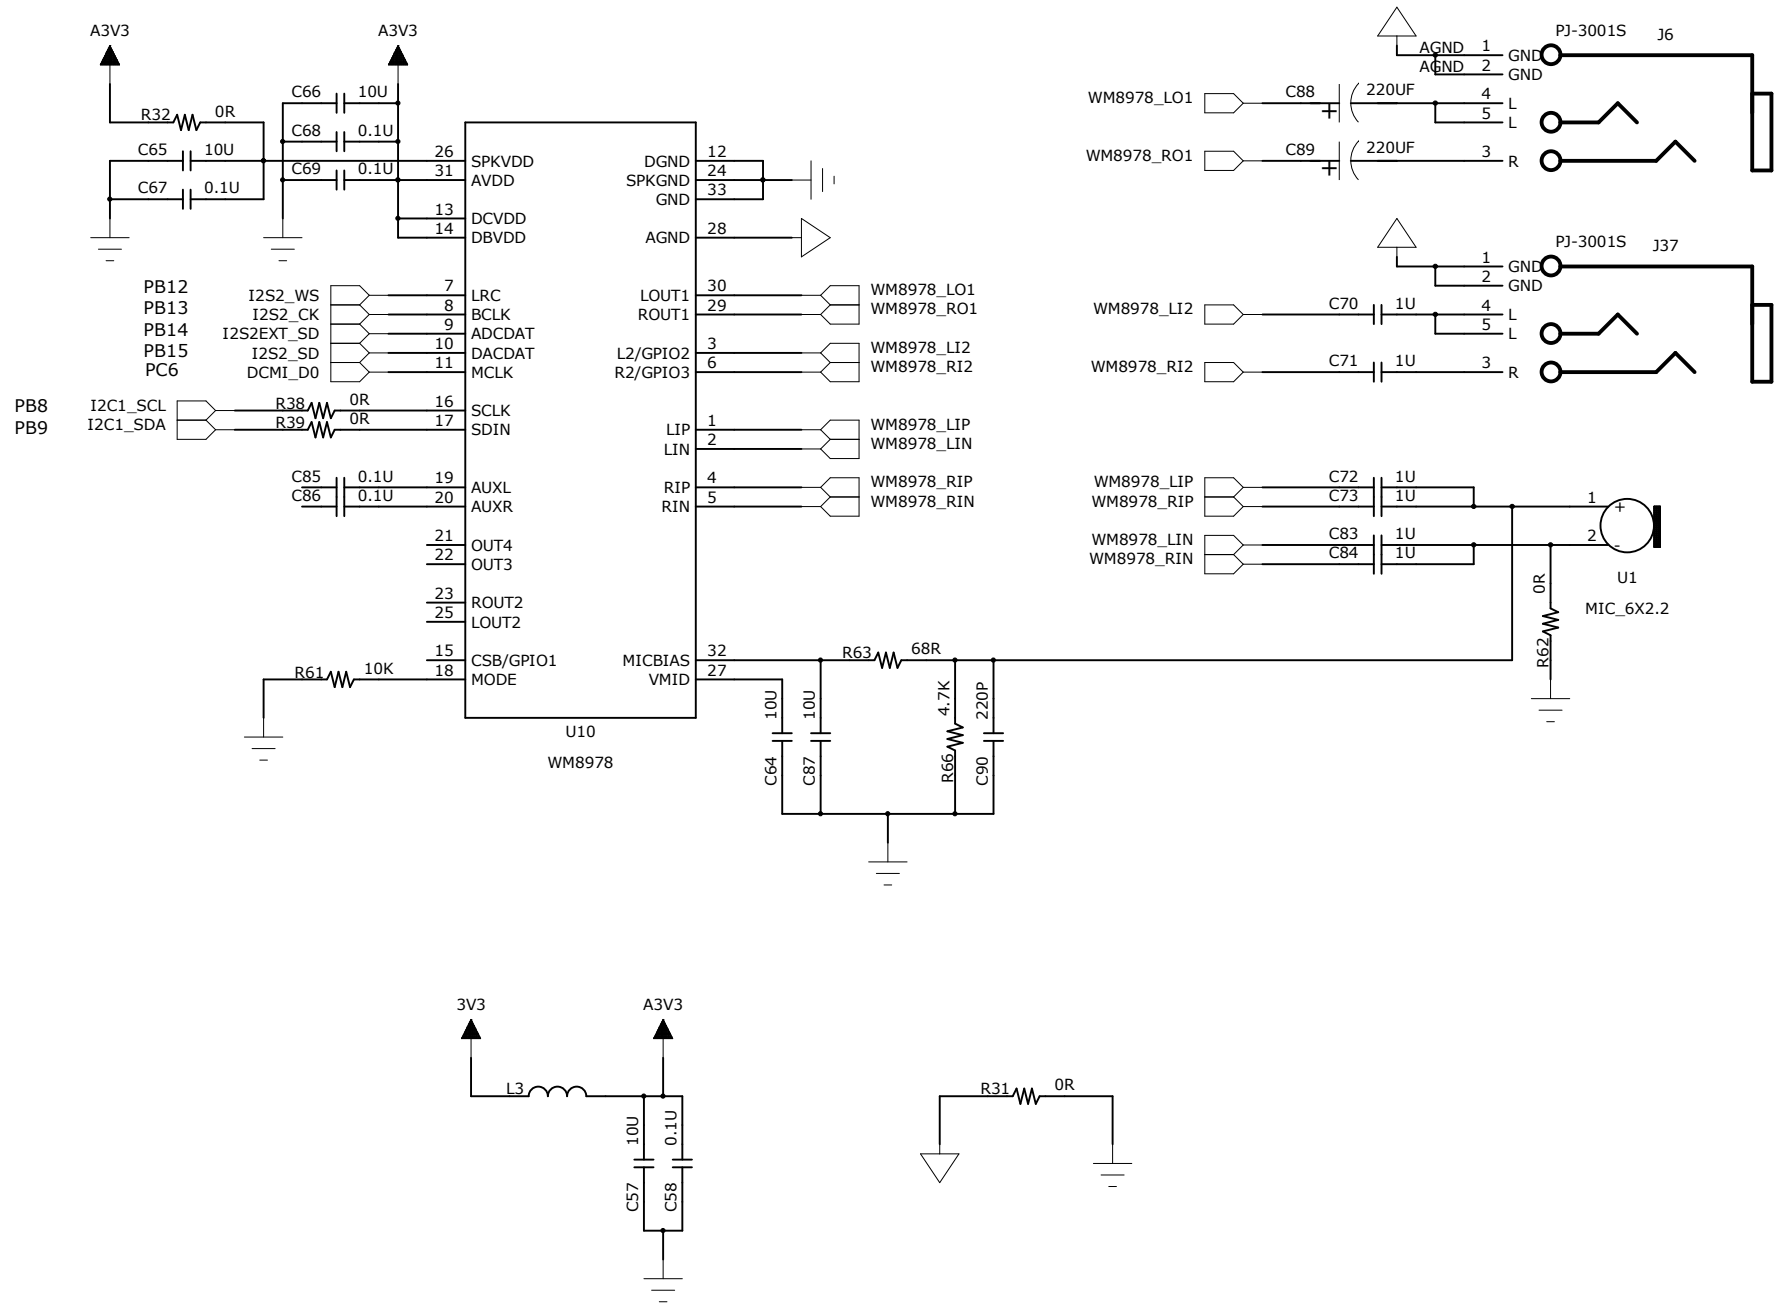 A3V3
A3V3
R32 0R
C66 10U
C68 0.1U
C65 10U
C69 0.1U
C67 0.1U
26 SPKVDD
31 AVDD
13 DCVDD
14 DBVDD
PB12 I2S2_WS 7 LRC
PB13 I2S2_CK 8 BCLK
PB14 I2S2EXT_SD 9 ADCDAT
PB15 I2S2_SD 10 DACDAT
PC6 DCMI_D0 11 MCLK
PB8 I2C1_SCL R38 0R 16 SCLK
PB9 I2C1_SDA R39 0R 17 SDIN
C85 0.1U 19 AUXL
C86 0.1U 20 AUXR
21 OUT4
22 OUT3
23 ROUT2
25 LOUT2
15 CSB/GPIO1
R61 10K 18 MODE
DGND 12
SPKGND 24
GND 33
AGND 28
LOUT1 30 WM8978_LO1
ROUT1 29 WM8978_RO1
L2/GPIO2 3 WM8978_LI2
R2/GPIO3 6 WM8978_RI2
LIP 1 WM8978_LIP
LIN 2 WM8978_LIN
RIP 4 WM8978_RIP
RIN 5 WM8978_RIN
MICBIAS 32
VMID 27
U10
WM8978
R63 68R
C64 10U
C87 10U
R66 4.7K
C90 220P
PJ-3001S J6
AGND 1 GND
AGND 2 GND
WM8978_LO1 C88 + 220UF 4 L
5 L
WM8978_RO1 C89 + 220UF 3 R
PJ-3001S J37
1 GND
2 GND
WM8978_LI2 C70 1U 4 L
5 L
WM8978_RI2 C71 1U 3 R
WM8978_LIP C72 1U
WM8978_RIP C73 1U
1 +
WM8978_LIN C83 1U
WM8978_RIN C84 1U
2 -
U1
MIC_6X2.2
R62 0R
3V3
A3V3
L3
C57 10U
C58 0.1U
R31 0R